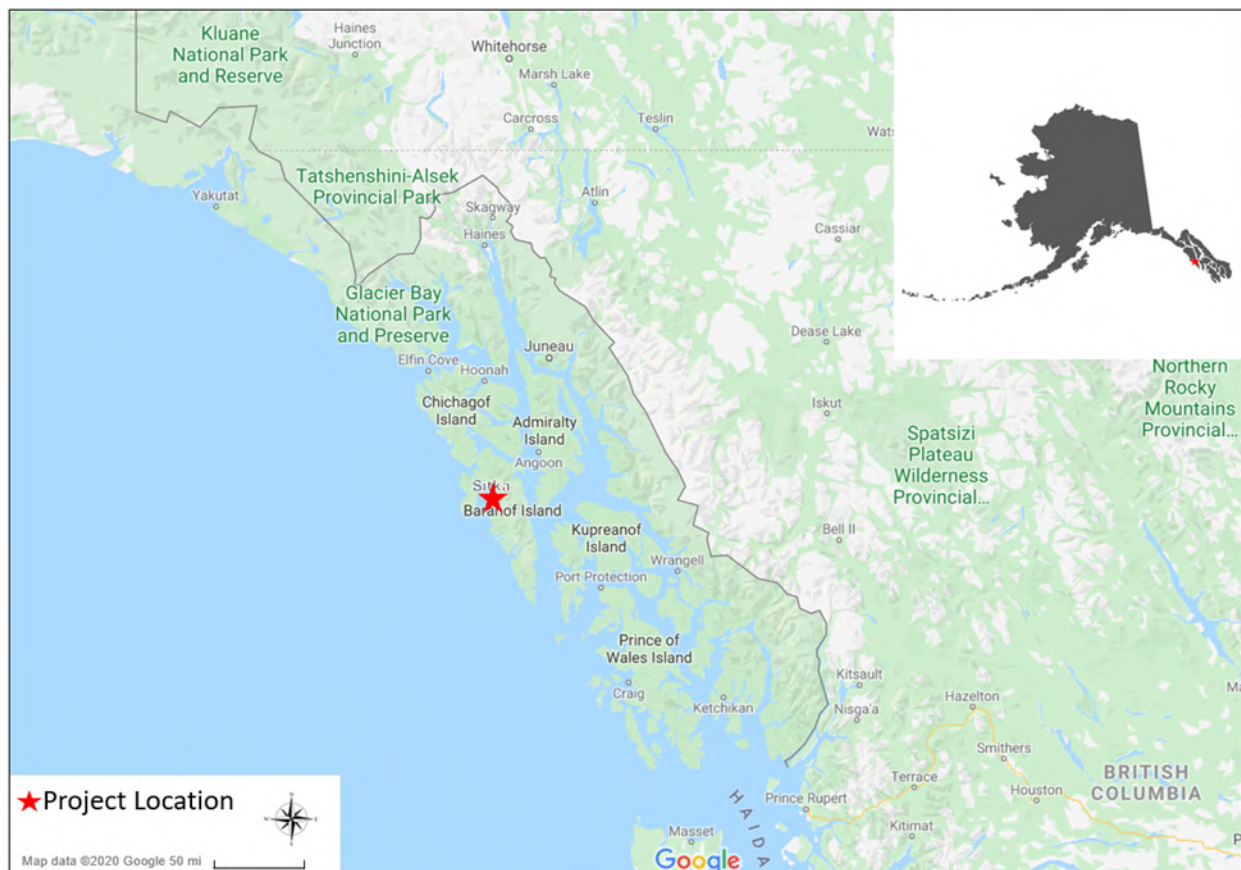 Kluane
National Park
and Reserve
Haines
Junction
Whitehorse
Marsh Lake
Carcross
Teslin
Wats
Tatshenshini-Alsek
Provincial Park
Yakutat
Skagway
Atlin
Haines
Cassiar
Glacier Bay
National Park
and Preserve
Dease Lake
Juneau
Elfin Cove
Hoonah
Northern
Rocky
Mountains
Provincial...
Chichagof
Island
Admiralty
Island
Iskut
Angoon
Spatsizi
Plateau
Wilderness
Provincial...
Sitka
Baranof Island
Kupreanof
Island
Bell II
Wrangell
Port Protection
Prince of
Wales Island
Craig
Ketchikan
Kitsault
Nisga'a
Hazelton
Smithers
BRITISH
COLUMBIA
Terrace
Houston
Prince Rupert
Kitimat
HAIDA
Masset
Google
Project Location
N
Map data ©2020 Google 50 mi